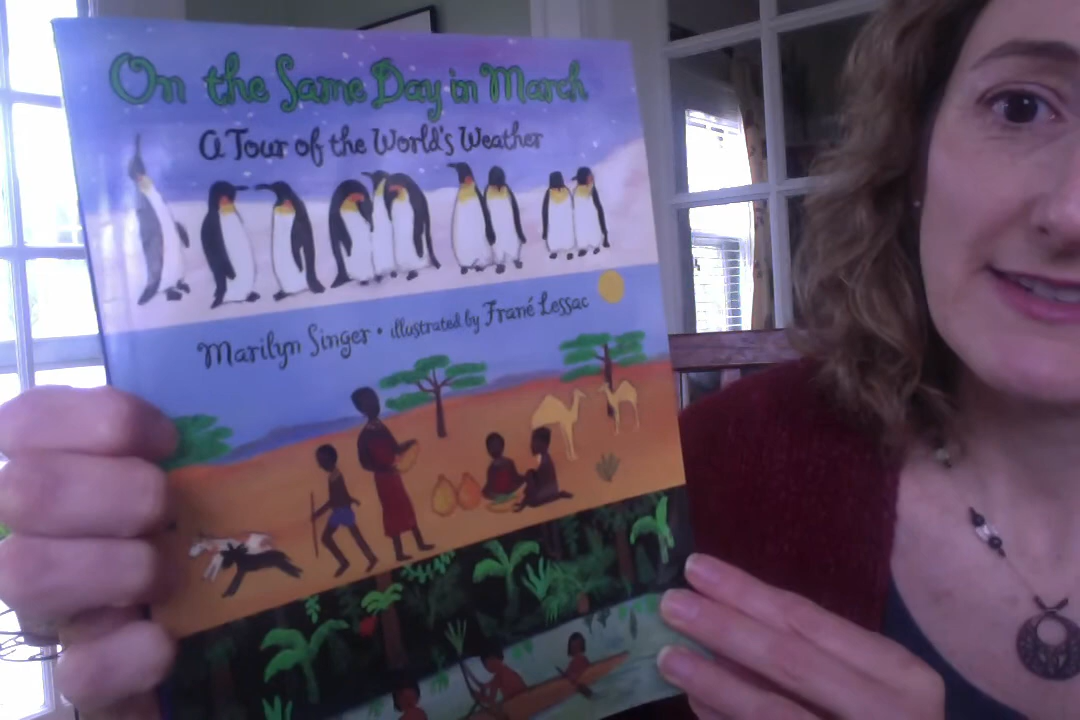 On the Same Day in March
A Tour of the World's Weather
Marilyn Singer • illustrated by Frané Lessac